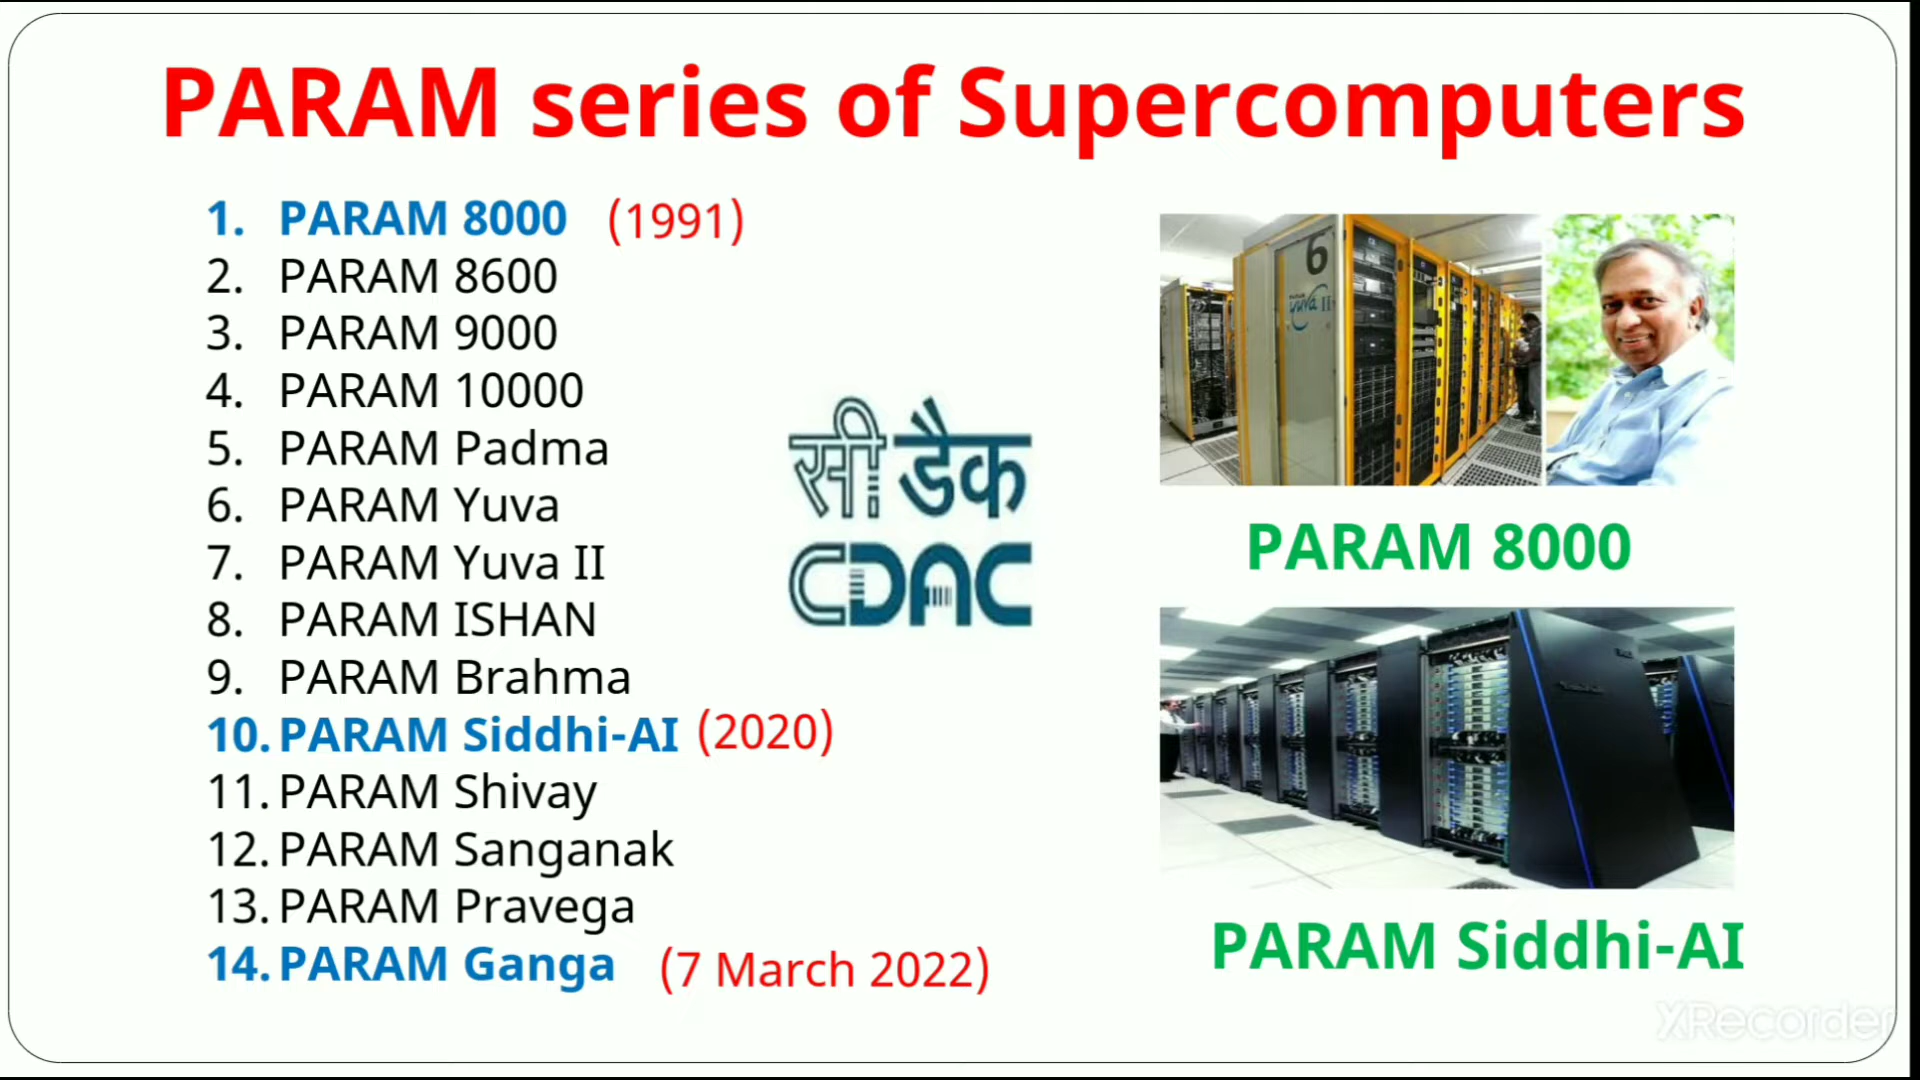 PARAM series of Supercomputers
1. PARAM 8000 (1991)
2. PARAM 8600
3. PARAM 9000
4. PARAM 10000
5. PARAM Padma
6. PARAM Yuva
7. PARAM Yuva II
8. PARAM ISHAN
9. PARAM Brahma
10. PARAM Siddhi-AI (2020)
11. PARAM Shivay
12. PARAM Sanganak
13. PARAM Pravega
14. PARAM Ganga (7 March 2022)
सी डैक
CDAC
6
yuva II
PARAM 8000
PARAM Siddhi-AI
XRecorder